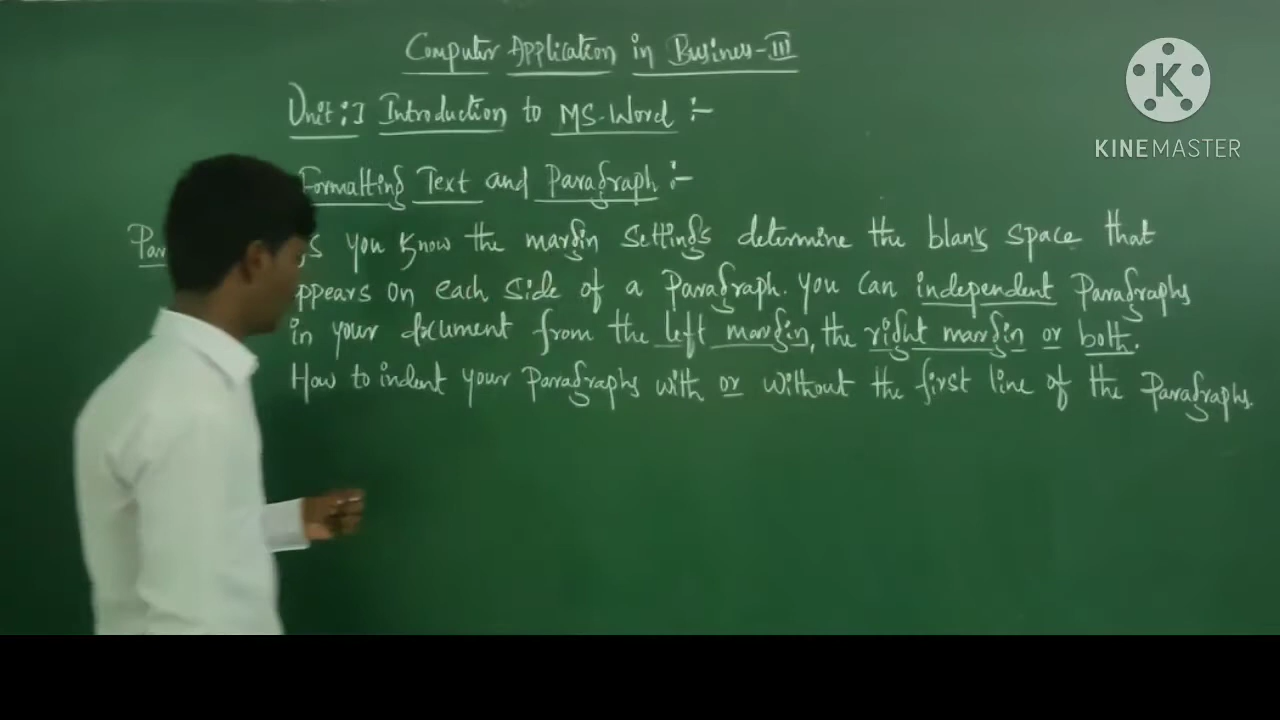 Computer Application in Business-III
Unit:I Introduction to MS-Word :-
Formatting Text and Paragraph :-
you know the margin settings determine the blank space that
ppears on each side of a Paragraph. you can independent Paragraphs
in your document from the left margin, the right margin or both.
How to indent your Paragraphs with or without the first line of the Paragraphs.
K
KINEMASTER